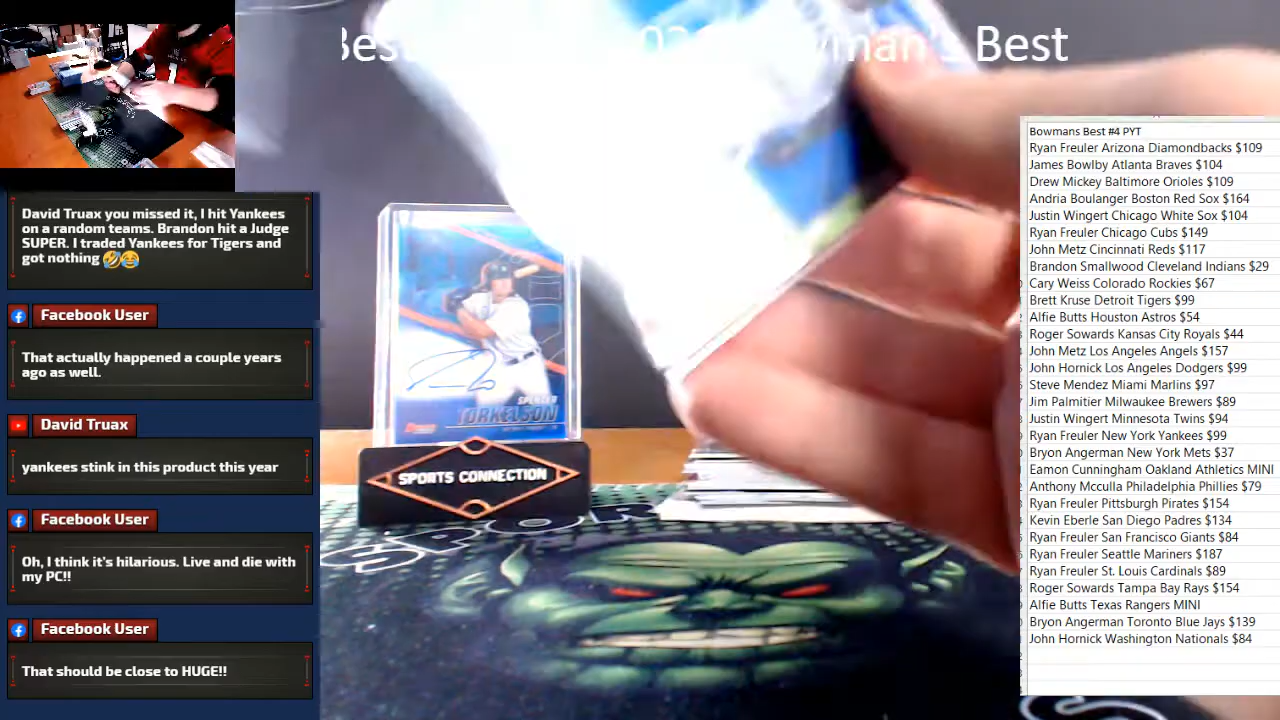 Best
man's Best
David Truax you missed it, I hit Yankees
on a random teams. Brandon hit a Judge
SUPER. I traded Yankees for Tigers and
got nothing 🤣😂
Facebook User
That actually happened a couple years
ago as well.
David Truax
yankees stink in this product this year
Facebook User
Oh, I think it's hilarious. Live and die with
my PC!!
Facebook User
That should be close to HUGE!!
SPENCER
TORKELSON
SPORTS CONNECTION
Bowmans Best #4 PYT
Ryan Freuler Arizona Diamondbacks $109
James Bowlby Atlanta Braves $104
Drew Mickey Baltimore Orioles $109
Andria Boulanger Boston Red Sox $164
Justin Wingert Chicago White Sox $104
Ryan Freuler Chicago Cubs $149
John Metz Cincinnati Reds $117
Brandon Smallwood Cleveland Indians $29
Cary Weiss Colorado Rockies $67
Brett Kruse Detroit Tigers $99
Alfie Butts Houston Astros $54
Roger Sowards Kansas City Royals $44
John Metz Los Angeles Angels $157
John Hornick Los Angeles Dodgers $99
Steve Mendez Miami Marlins $97
Jim Palmitier Milwaukee Brewers $89
Justin Wingert Minnesota Twins $94
Ryan Freuler New York Yankees $99
Bryon Angerman New York Mets $37
Eamon Cunningham Oakland Athletics MINI
Anthony Mcculla Philadelphia Phillies $79
Ryan Freuler Pittsburgh Pirates $154
Kevin Eberle San Diego Padres $134
Ryan Freuler San Francisco Giants $84
Ryan Freuler Seattle Mariners $187
Ryan Freuler St. Louis Cardinals $89
Roger Sowards Tampa Bay Rays $154
Alfie Butts Texas Rangers MINI
Bryon Angerman Toronto Blue Jays $139
John Hornick Washington Nationals $84